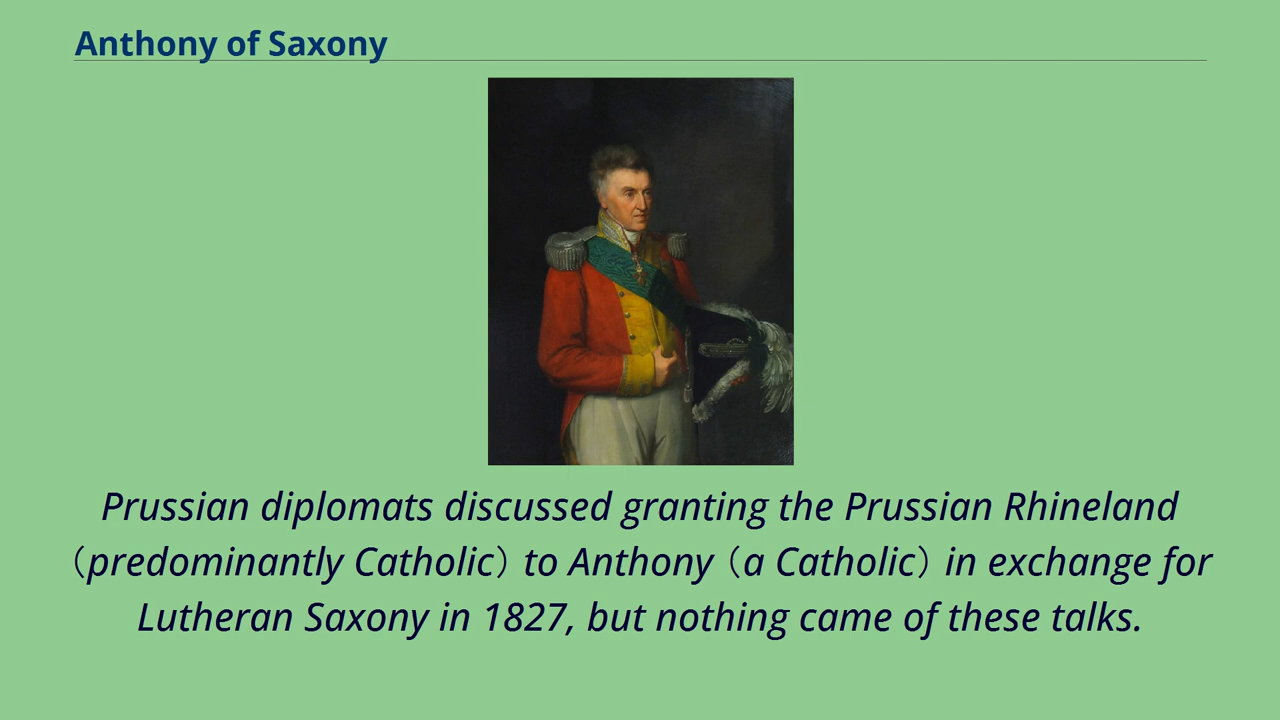 Anthony of Saxony
Prussian diplomats discussed granting the Prussian Rhineland
（predominantly Catholic） to Anthony （a Catholic） in exchange for
Lutheran Saxony in 1827, but nothing came of these talks.